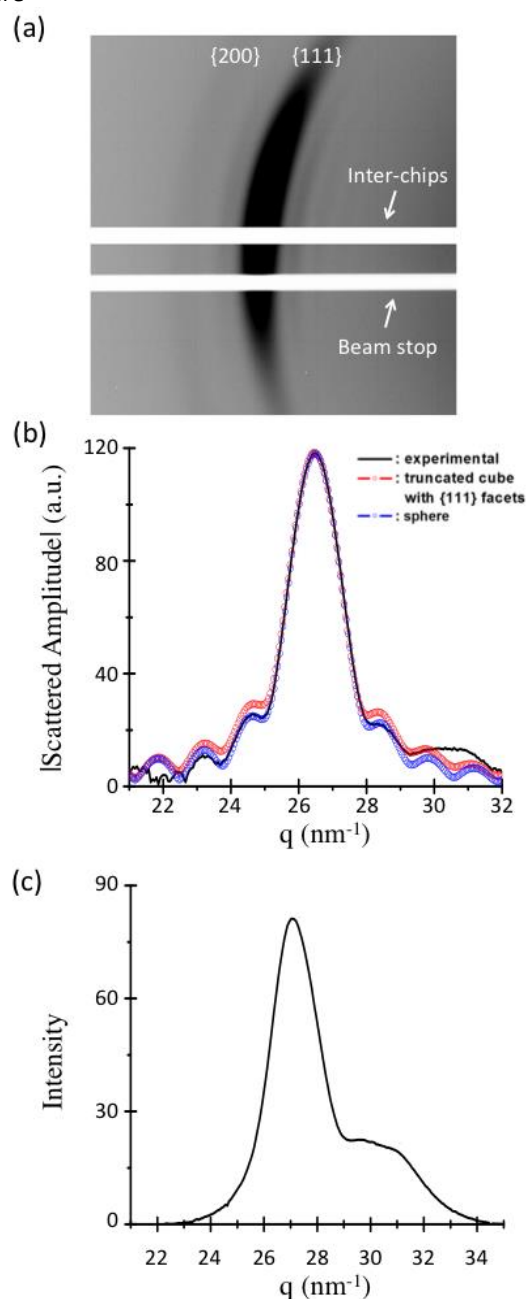 (a)
{200} {111}
Inter-chips
Beam stop
(b)
120
80
40
0
|Scattered Amplitude| (a.u.)
: experimental
: truncated cube
with {111} facets
: sphere
22 24 26 28 30 32
q (nm⁻¹)
(c)
90
60
30
0
Intensity
22 24 26 28 30 32 34
q (nm⁻¹)